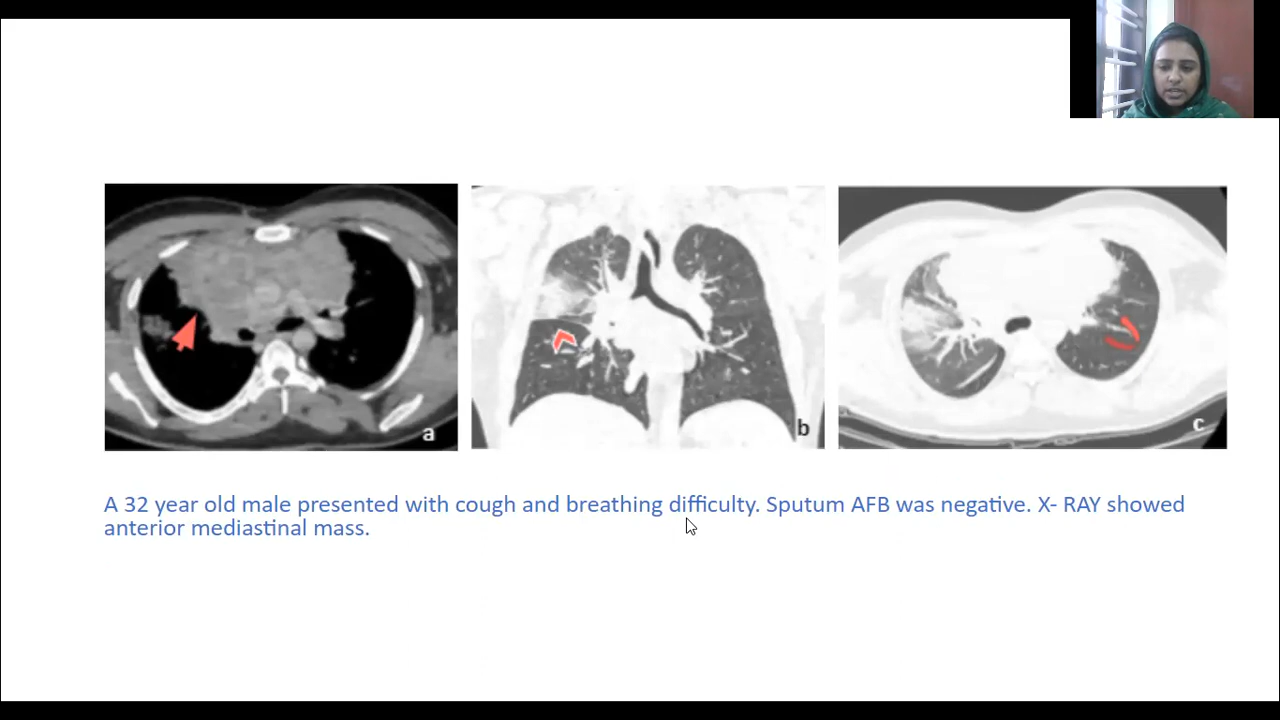 a
b
c
A 32 year old male presented with cough and breathing difficulty. Sputum AFB was negative. X- RAY showed
anterior mediastinal mass.